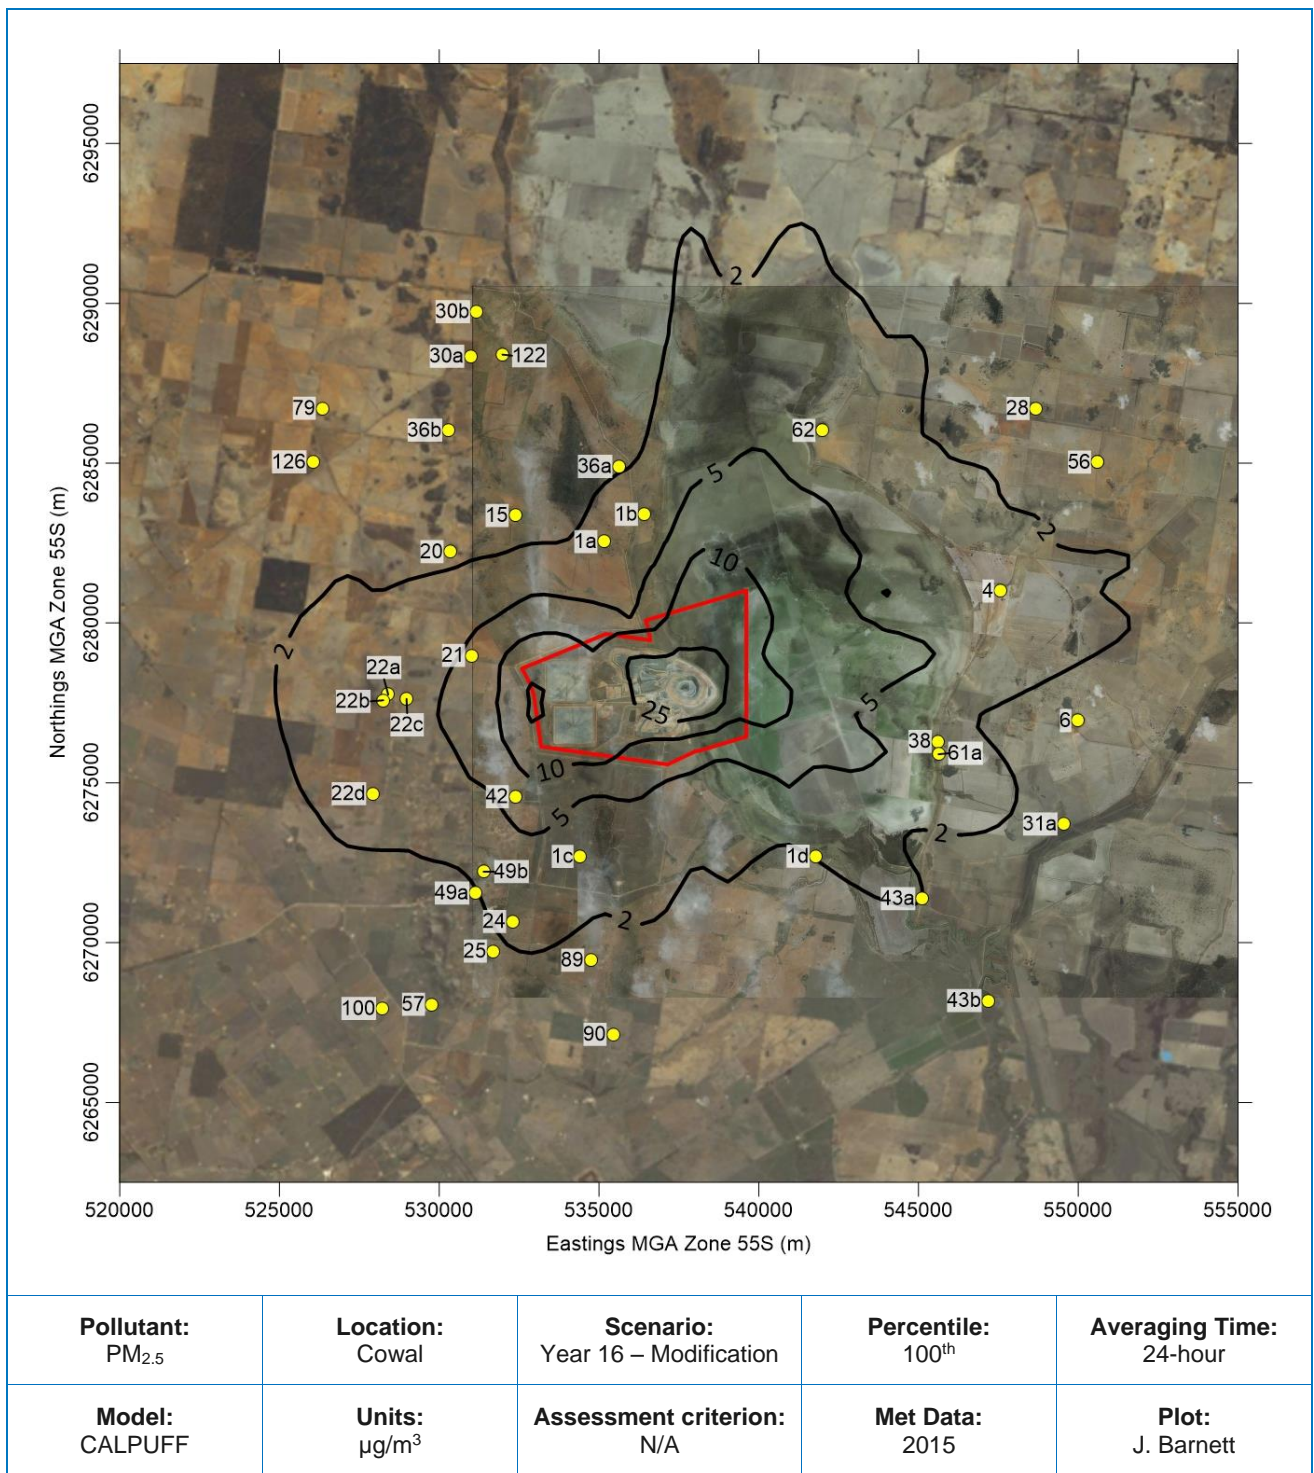 6295000
6290000
6285000
6280000
6275000
6270000
6265000
Northings MGA Zone 55S (m)
2
30b
30a
122
79
36b
126
62
28
56
36a
5
15
1b
1a
20
2
10
4
2
21
22a
22b
22c
25
5
6
38
61a
10
22d
42
5
31a
2
1c
1d
49b
49a
43a
24
2
25
89
100
57
43b
90
520000
525000
530000
535000
540000
545000
550000
555000
Eastings MGA Zone 55S (m)
Pollutant:
PM2.5
Location:
Cowal
Scenario:
Year 16 – Modification
Percentile:
100th
Averaging Time:
24-hour
Model:
CALPUFF
Units:
µg/m³
Assessment criterion:
N/A
Met Data:
2015
Plot:
J. Barnett